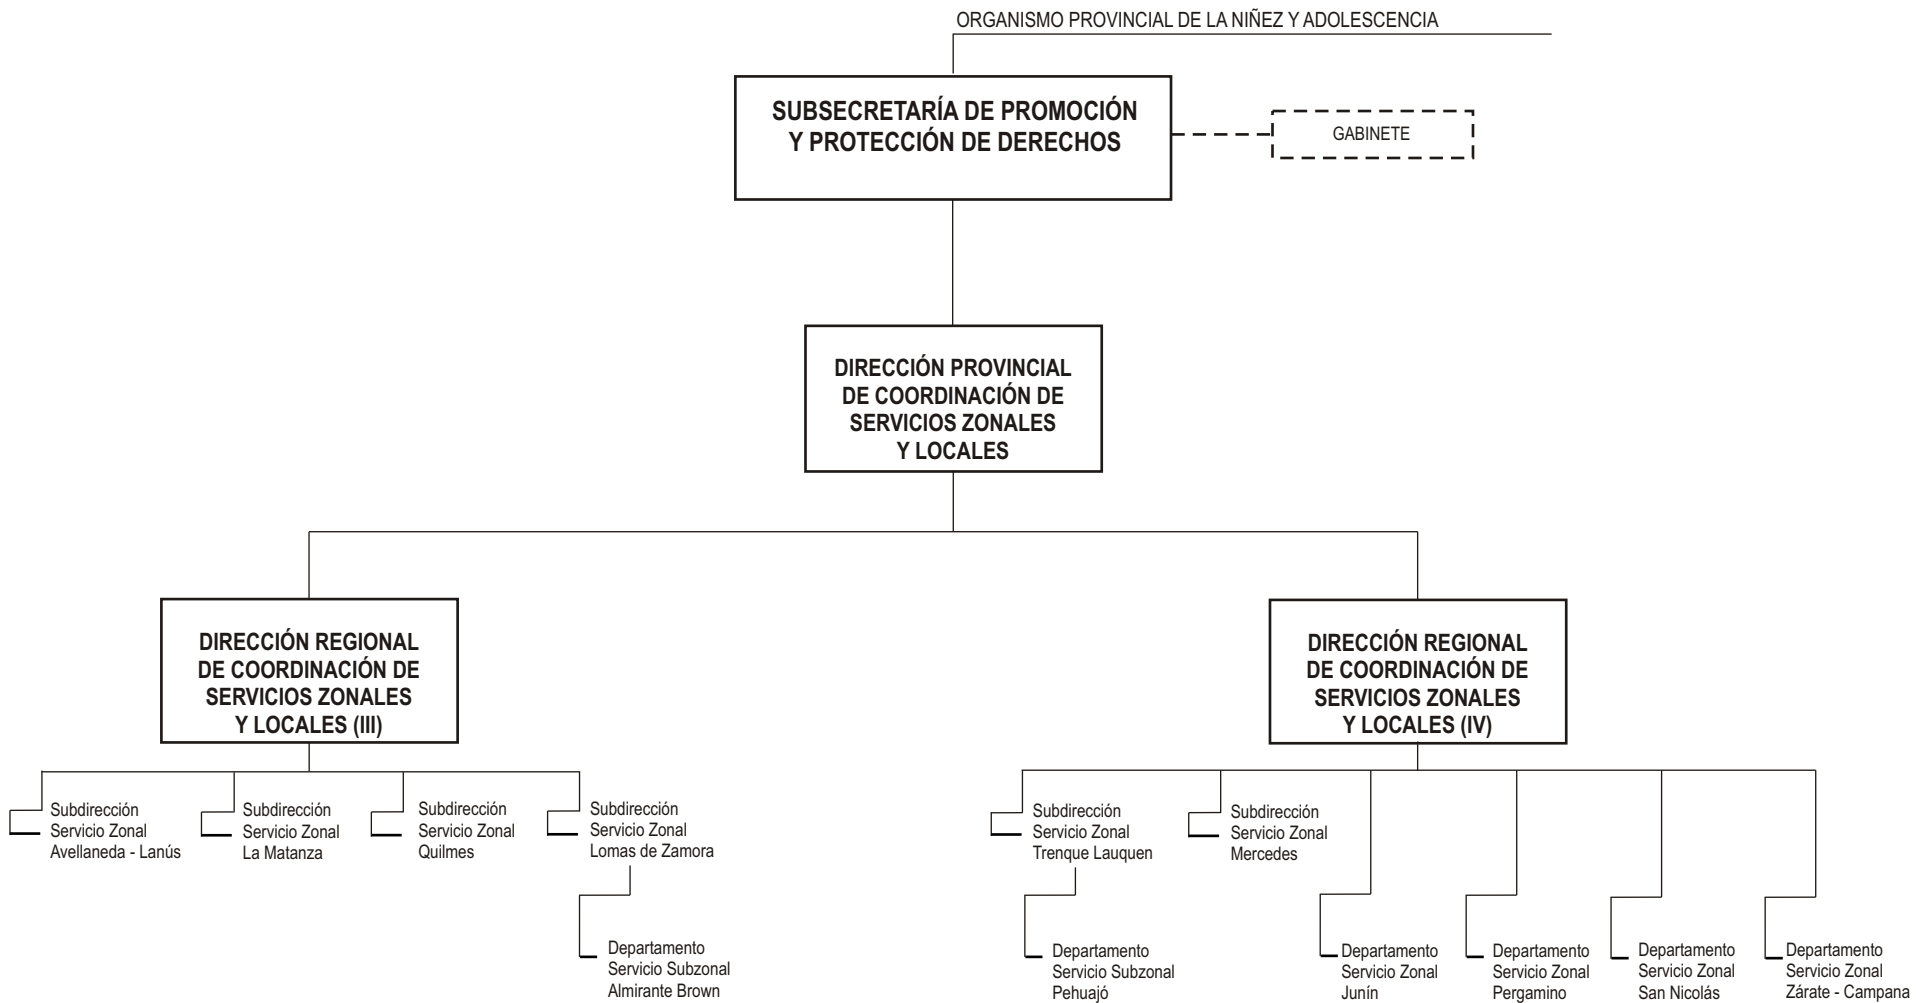 ORGANISMO PROVINCIAL DE LA NIÑEZ Y ADOLESCENCIA
SUBSECRETARÍA DE PROMOCIÓN
Y PROTECCIÓN DE DERECHOS
GABINETE
DIRECCIÓN PROVINCIAL
DE COORDINACIÓN DE
SERVICIOS ZONALES
Y LOCALES
DIRECCIÓN REGIONAL
DE COORDINACIÓN DE
SERVICIOS ZONALES
Y LOCALES (III)
DIRECCIÓN REGIONAL
DE COORDINACIÓN DE
SERVICIOS ZONALES
Y LOCALES (IV)
Subdirección
Servicio Zonal
Avellaneda - Lanús
Subdirección
Servicio Zonal
La Matanza
Subdirección
Servicio Zonal
Quilmes
Subdirección
Servicio Zonal
Lomas de Zamora
Subdirección
Servicio Zonal
Trenque Lauquen
Subdirección
Servicio Zonal
Mercedes
Departamento
Servicio Subzonal
Almirante Brown
Departamento
Servicio Subzonal
Pehuajó
Departamento
Servicio Zonal
Junín
Departamento
Servicio Zonal
Pergamino
Departamento
Servicio Zonal
San Nicolás
Departamento
Servicio Zonal
Zárate - Campana